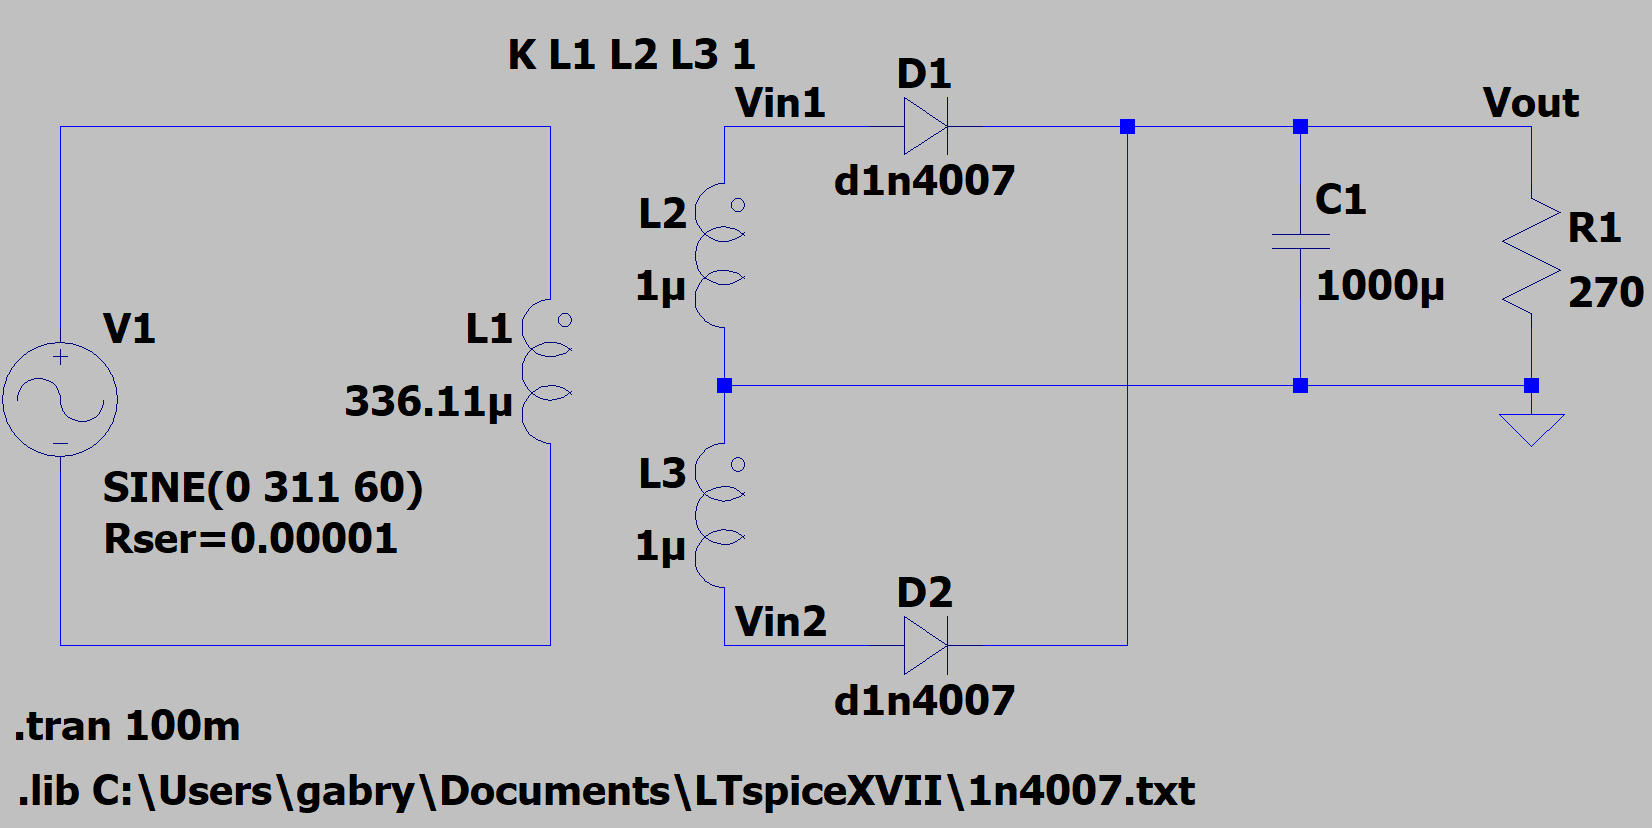 K L1 L2 L3 1
D1
Vin1
Vout
d1n4007
C1
L2
R1
1µ
1000µ
270
V1
L1
+
336.11µ
L3
SINE(0 311 60)
Rser=0.00001
1µ
D2
Vin2
d1n4007
.tran 100m
.lib C:\Users\gabry\Documents\LTspiceXVII\1n4007.txt